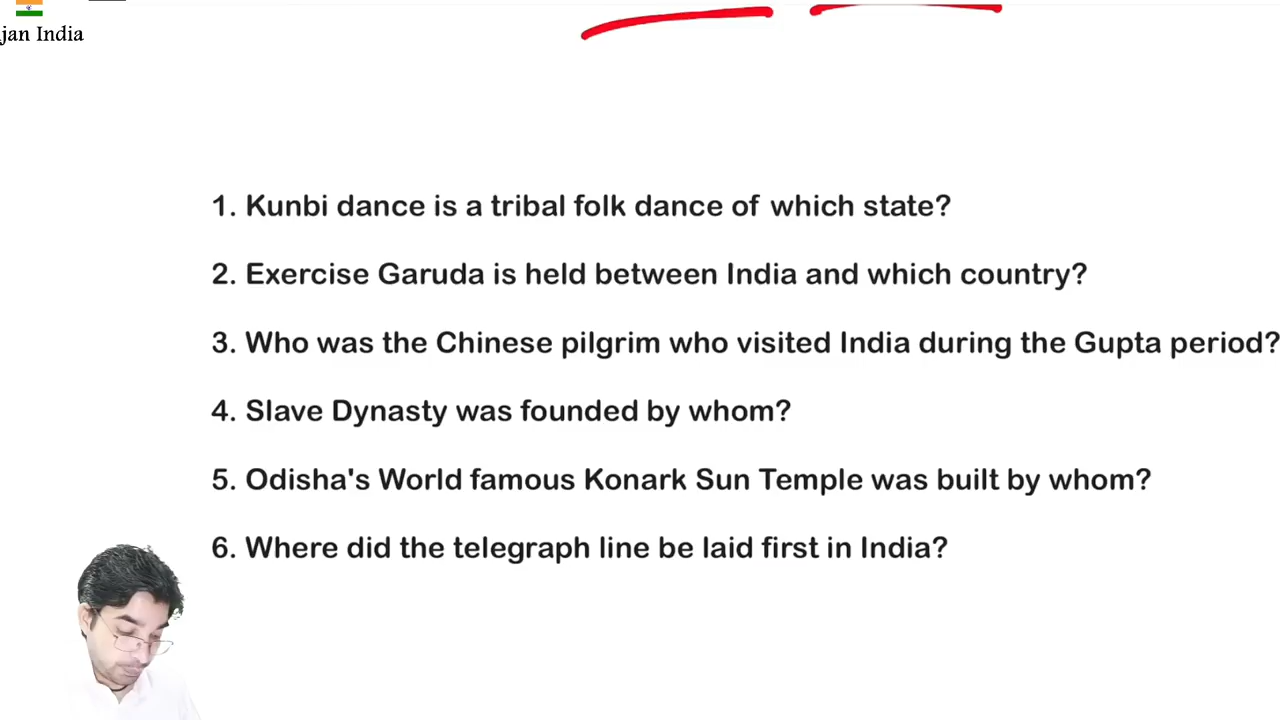 jan India
1. Kunbi dance is a tribal folk dance of which state?
2. Exercise Garuda is held between India and which country?
3. Who was the Chinese pilgrim who visited India during the Gupta period?
4. Slave Dynasty was founded by whom?
5. Odisha's World famous Konark Sun Temple was built by whom?
6. Where did the telegraph line be laid first in India?